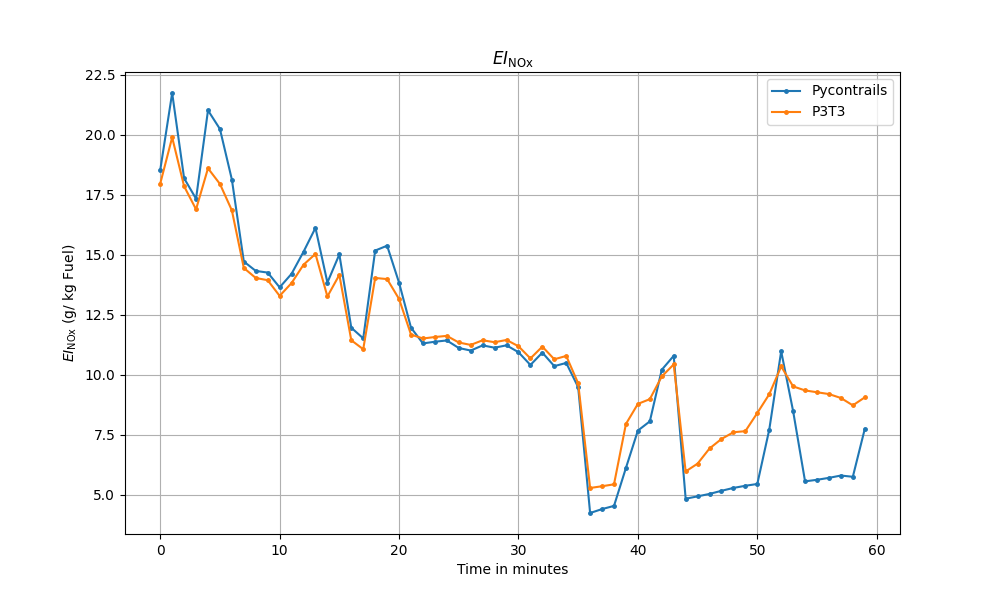 EI_NOx
Pycontrails
P3T3
22.5
20.0
17.5
15.0
12.5
10.0
7.5
5.0
EI_NOx (g/ kg Fuel)
0 10 20 30 40 50 60
Time in minutes